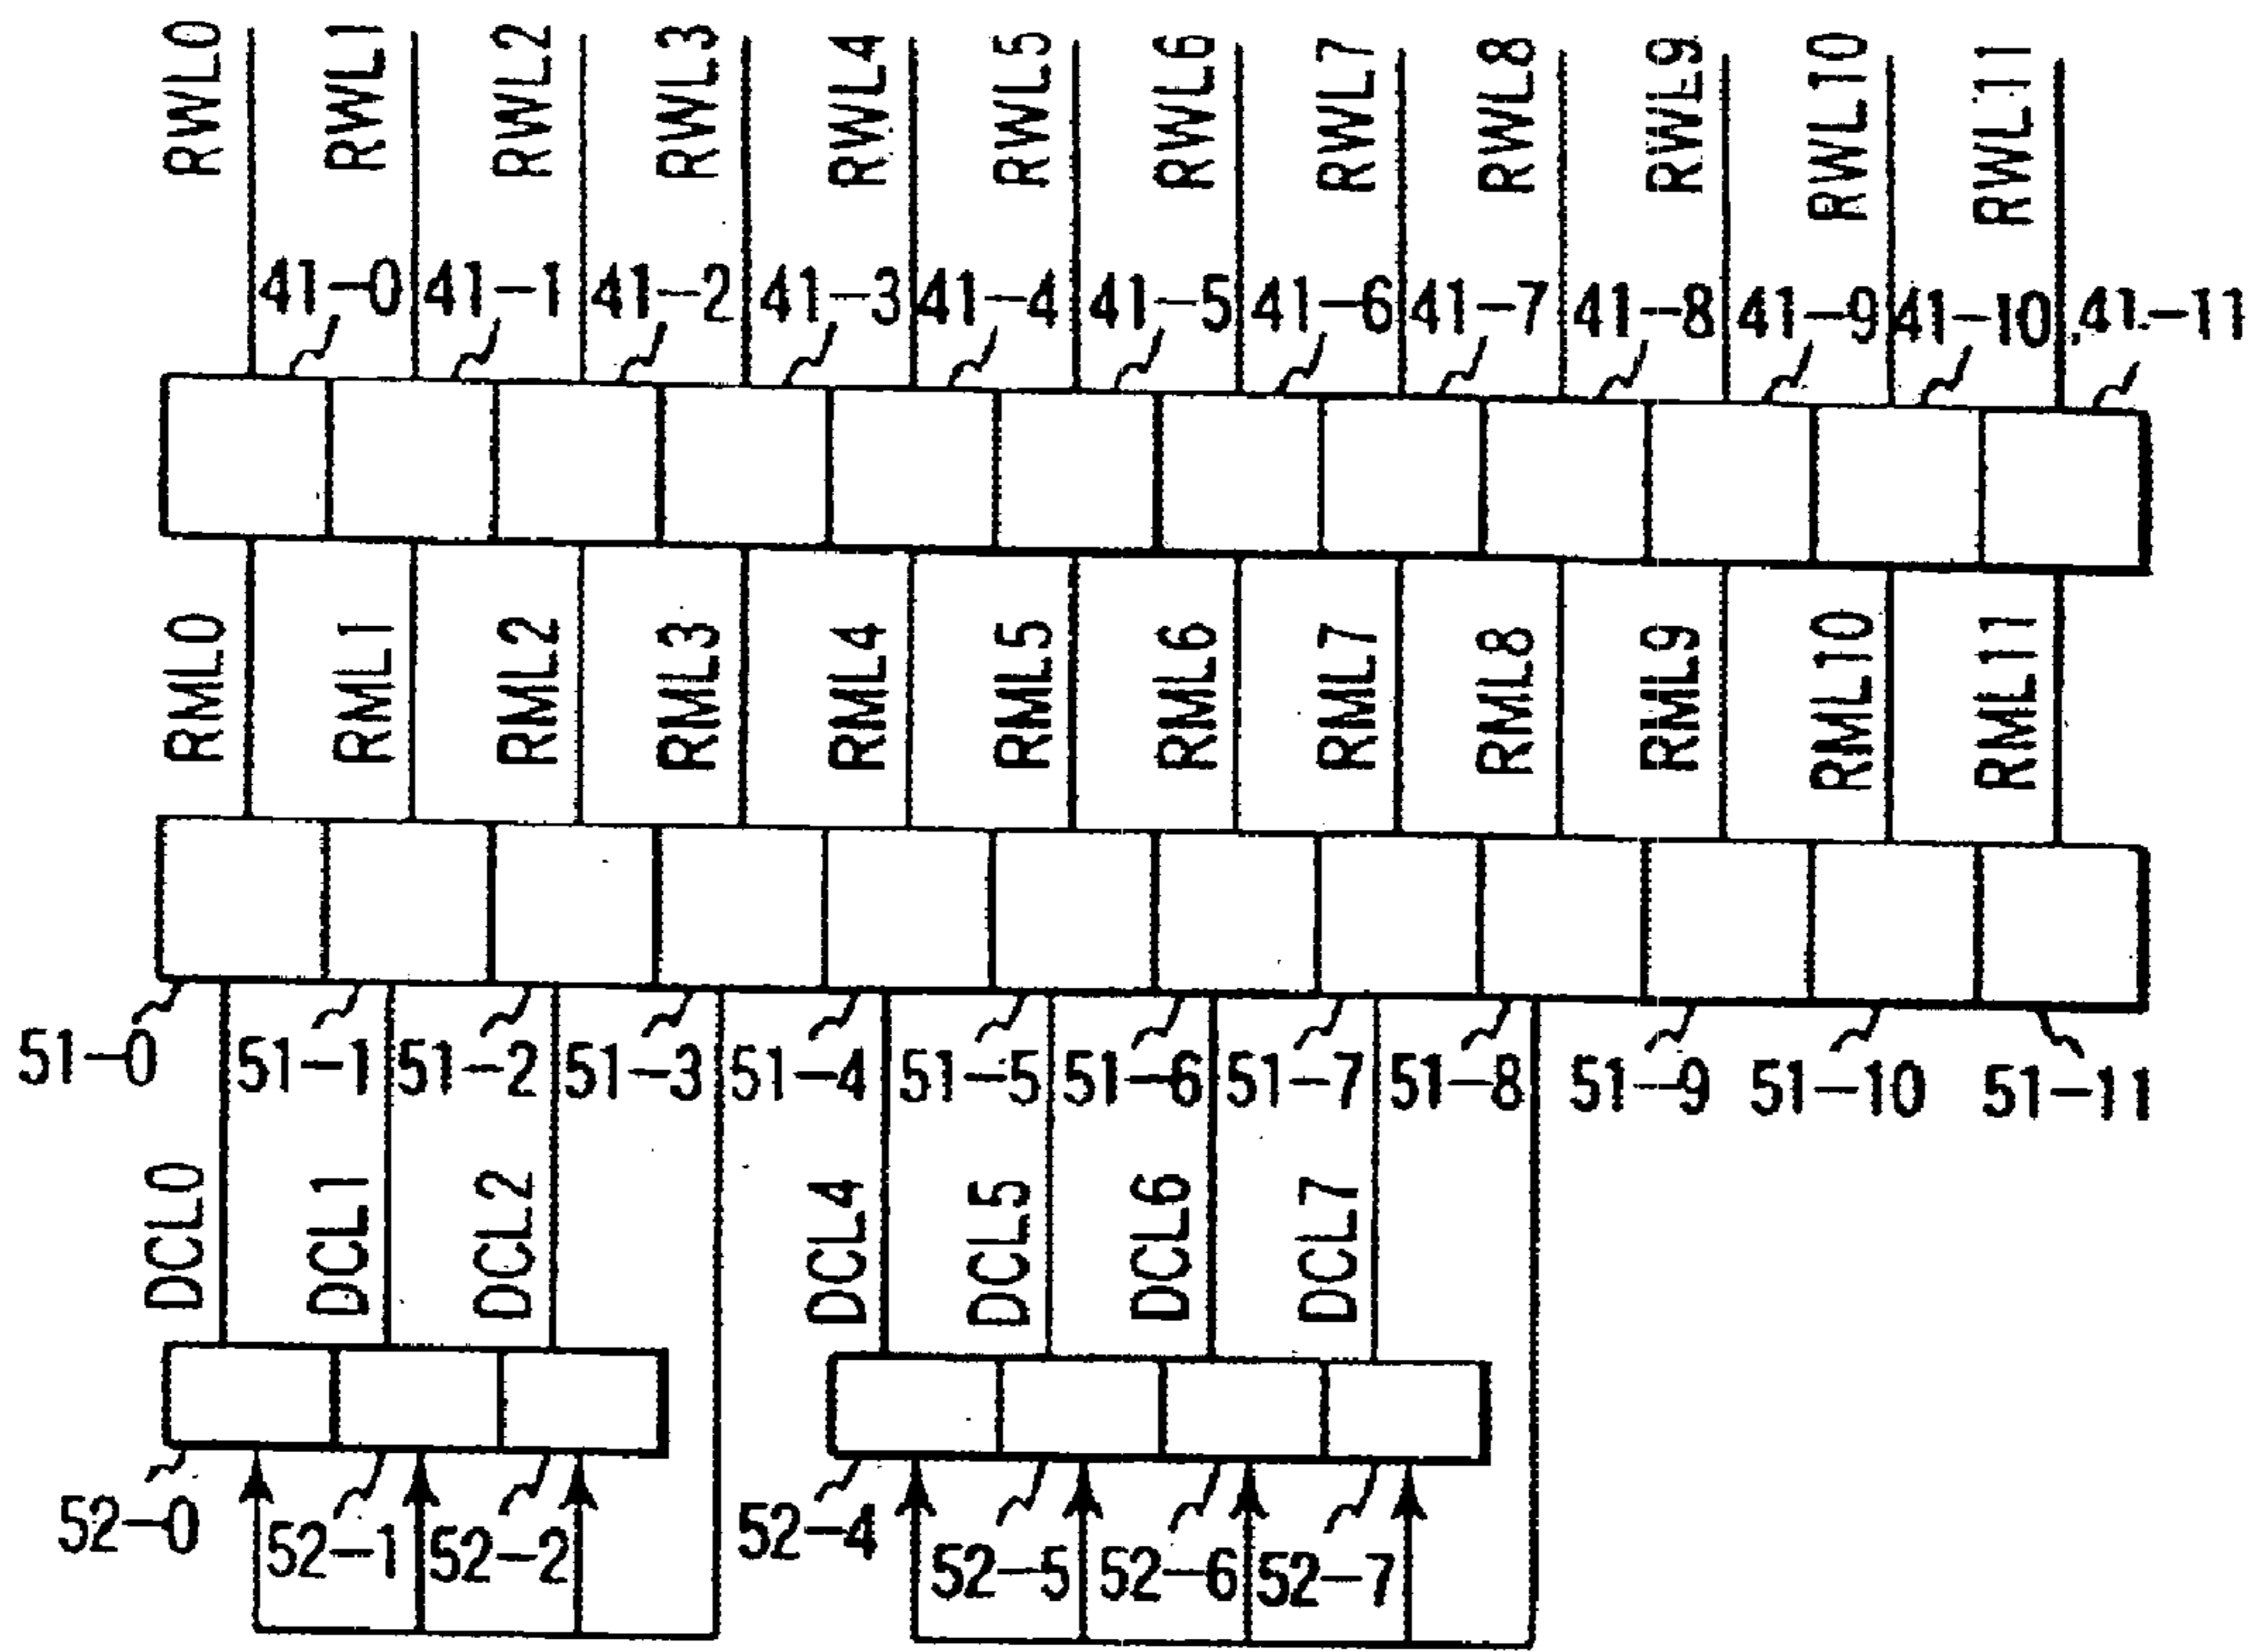 RWL0 RWL1 RWL2 RWL3 RWL4 RWL5 RWL6 RWL7 RWL8 RWL9 RWL10 RWL11
41-0 41-1 41-2 41-3 41-4 41-5 41-6 41-7 41-8 41-9 41-10 41-11
RML0 RML1 RML2 RML3 RML4 RML5 RML6 RML7 RML8 RML9 RML10 RML11
51-0 51-1 51-2 51-3 51-4 51-5 51-6 51-7 51-8 51-9 51-10 51-11
DCL0 DCL1 DCL2 DCL4 DCL5 DCL6 DCL7
52-0 52-1 52-2 52-4 52-5 52-6 52-7